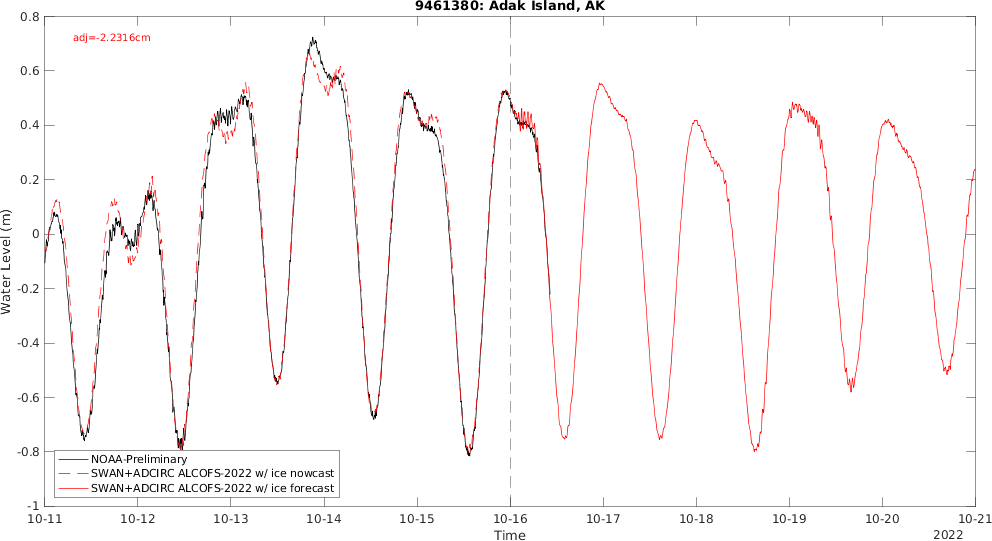 9461380: Adak Island, AK
adj=-2.2316cm
0.8
0.6
0.4
0.2
0
-0.2
-0.4
-0.6
-0.8
-1
Water Level (m)
NOAA-Preliminary
SWAN+ADCIRC ALCOFS-2022 w/ ice nowcast
SWAN+ADCIRC ALCOFS-2022 w/ ice forecast
10-11 10-12 10-13 10-14 10-15 10-16 10-17 10-18 10-19 10-20 10-21
Time
2022